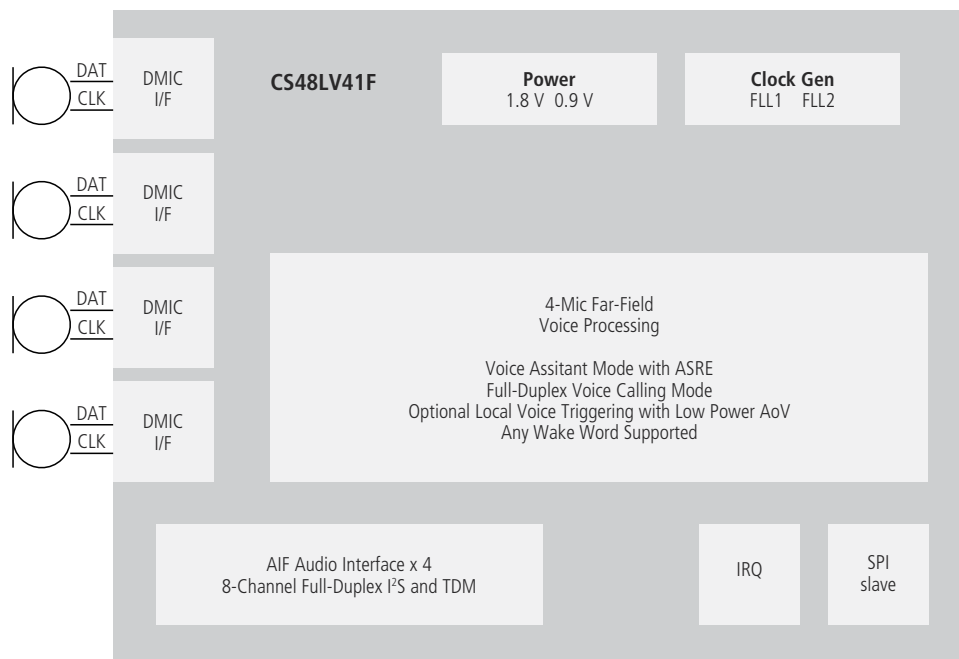 DAT
CLK
DMIC
I/F
CS48LV41F
Power
1.8 V 0.9 V
Clock Gen
FLL1 FLL2
DAT
CLK
DMIC
I/F
DAT
CLK
DMIC
I/F
DAT
CLK
DMIC
I/F
4-Mic Far-Field
Voice Processing
Voice Assitant Mode with ASRE
Full-Duplex Voice Calling Mode
Optional Local Voice Triggering with Low Power AoV
Any Wake Word Supported
AIF Audio Interface x 4
8-Channel Full-Duplex I²S and TDM
IRQ
SPI
slave